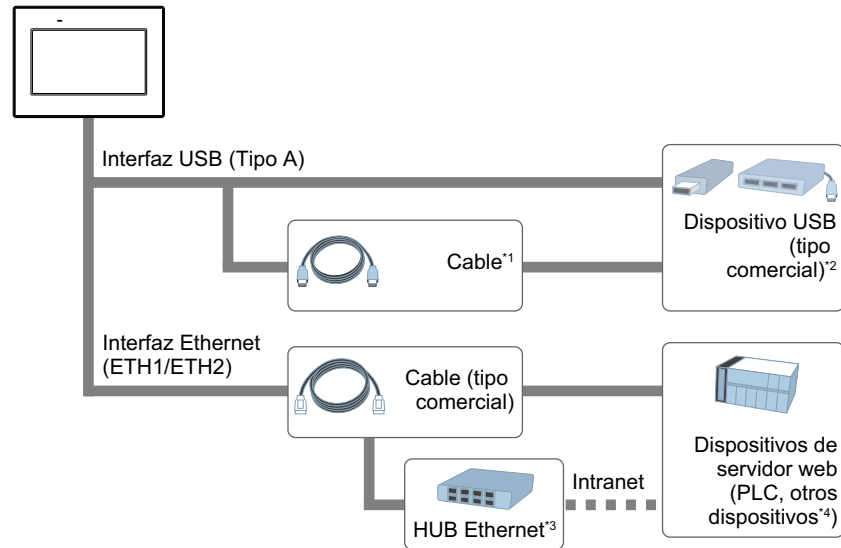 Interfaz USB (Tipo A)
Dispositivo USB
(tipo
comercial)*2
Cable*1
Interfaz Ethernet
(ETH1/ETH2)
Cable (tipo
comercial)
Dispositivos de
servidor web
(PLC, otros
dispositivos*4)
Intranet
HUB Ethernet*3